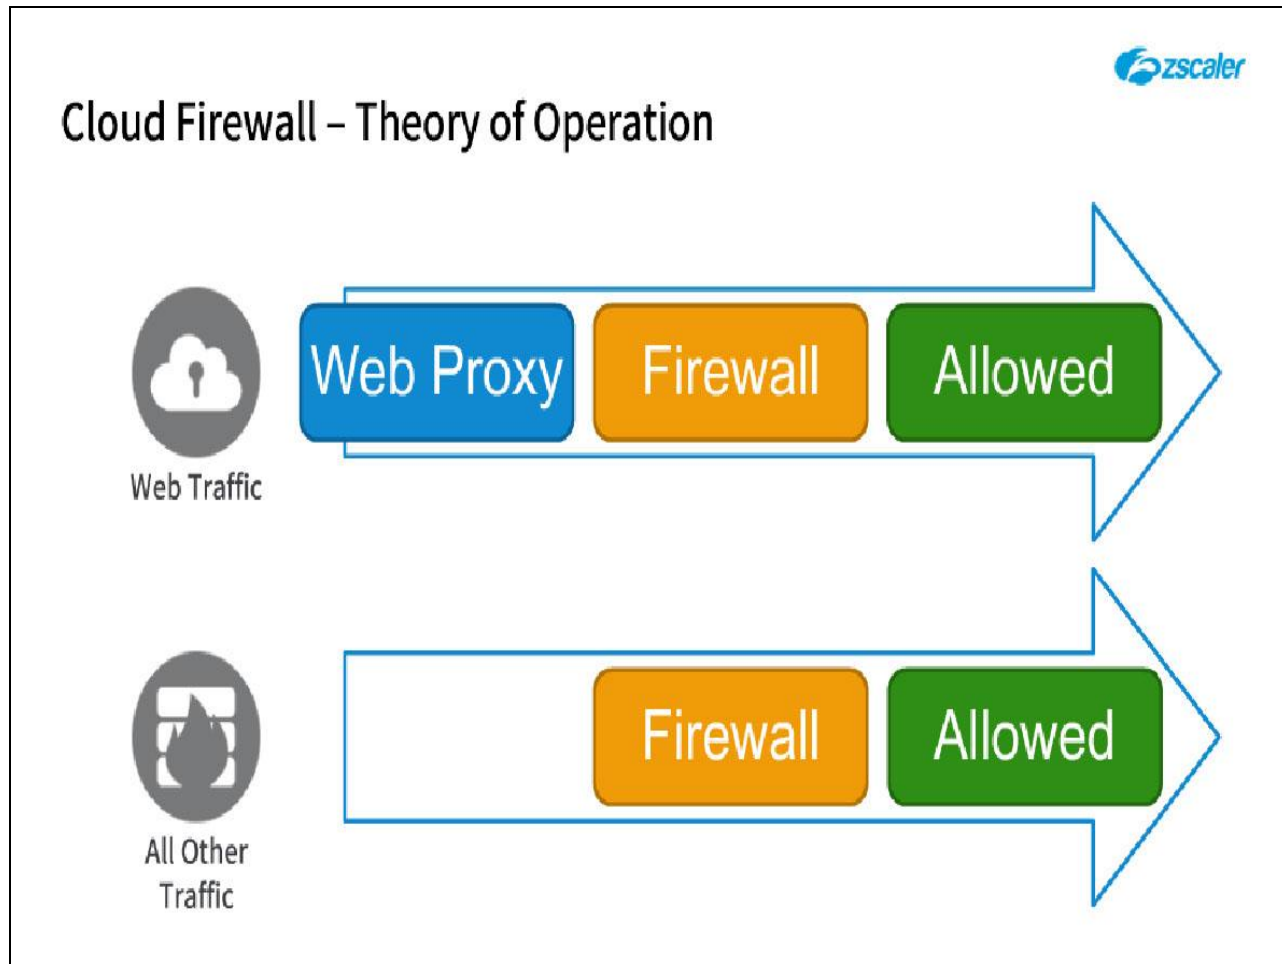 zscaler
Cloud Firewall – Theory of Operation
Web Proxy
Firewall
Allowed
Web Traffic
Firewall
Allowed
All Other
Traffic